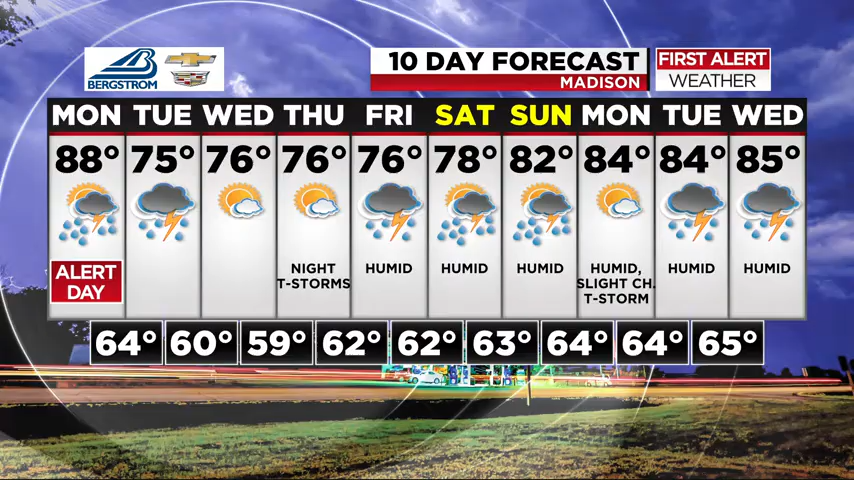 BERGSTROM
10 DAY FORECAST
MADISON
FIRST ALERT
WEATHER
MON TUE WED THU FRI SAT SUN MON TUE WED
88° 75° 76° 76° 76° 78° 82° 84° 84° 85°
ALERT
DAY
NIGHT
T-STORMS
HUMID
HUMID
HUMID
HUMID,
SLIGHT CH.
T-STORM
HUMID
HUMID
64° 60° 59° 62° 62° 63° 64° 64° 65°